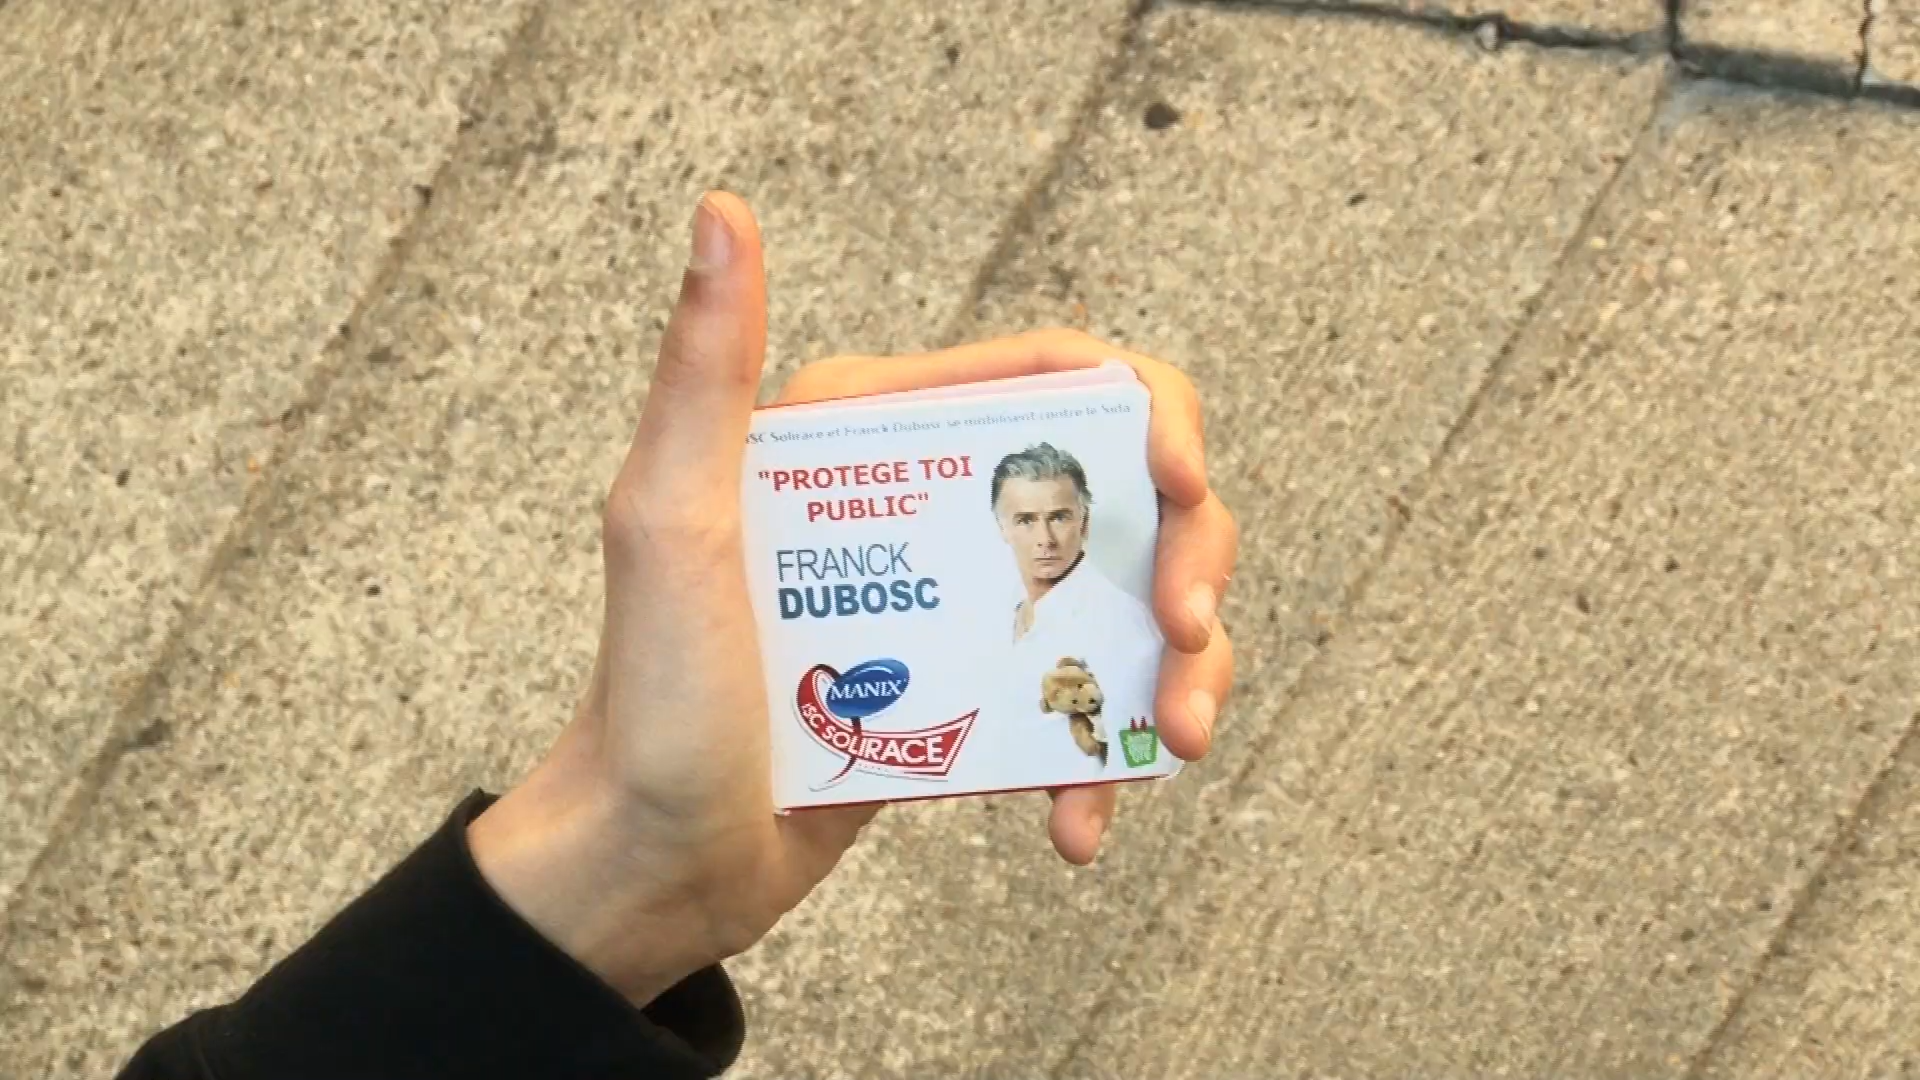 ISC Solirace et Franck Dubosc se mobilisent contre le Sida
"PROTEGE TOI
PUBLIC"
FRANCK
DUBOSC
MANIX
ISC SOLIRACE